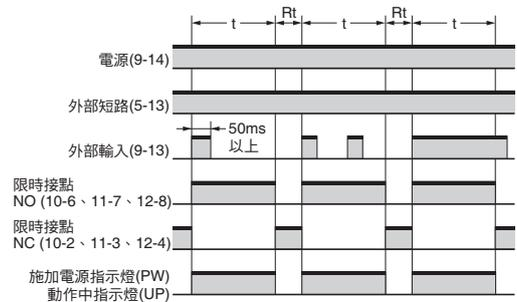 t Rt t Rt t
電源(9-14)
外部短路(5-13)
50ms
以上
外部輸入(9-13)
限時接點
NO (10-6、11-7、12-8)
限時接點
NC (10-2、11-3、12-4)
施加電源指示燈(PW)
動作中指示燈(UP)